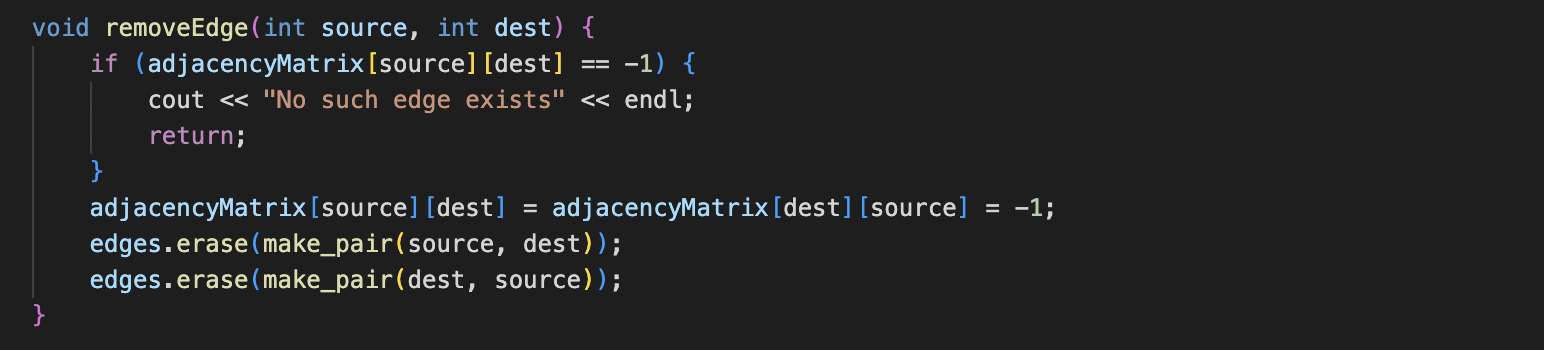 void removeEdge(int source, int dest) {
    if (adjacencyMatrix[source][dest] == -1) {
        cout << "No such edge exists" << endl;
        return;
    }
    adjacencyMatrix[source][dest] = adjacencyMatrix[dest][source] = -1;
    edges.erase(make_pair(source, dest));
    edges.erase(make_pair(dest, source));
}